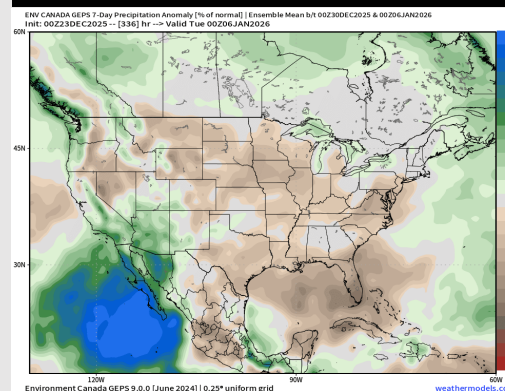 ENV CANADA GEPS 7-Day Precipitation Anomaly [% of normal] | Ensemble Mean b/t 00Z30DEC2025 & 00Z06JAN2026
Init: 00Z23DEC2025 -- [336] hr --> Valid Tue 00Z06JAN2026
60N
45N
30N
120W
90W
60W
Environment Canada GEPS 9.0.0 [June 2024] | 0.25° uniform grid
weathermodels.co